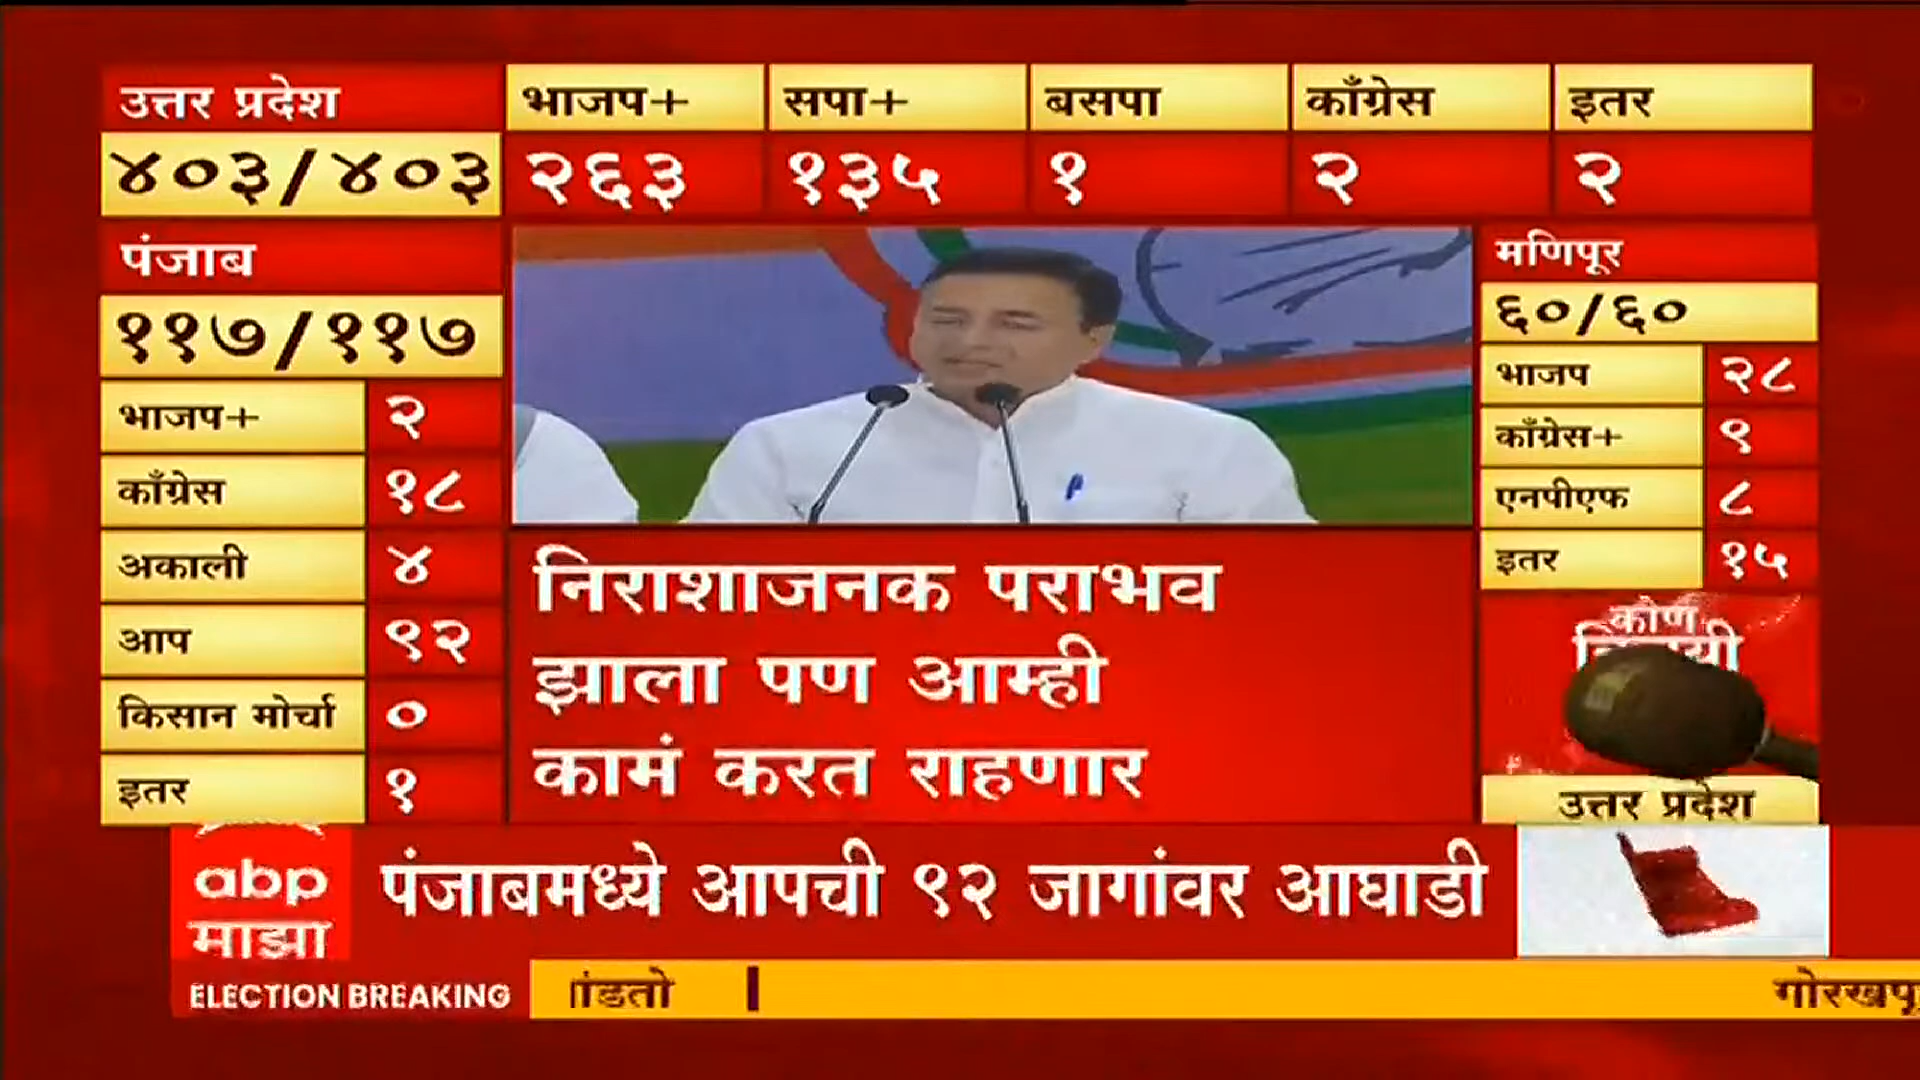 उत्तर प्रदेश भाजप+ सपा+ बसपा काँग्रेस इतर
४०३/४०३ २६३ १३५ १ २ २
पंजाब
११७/११७
भाजप+ २
काँग्रेस १८
अकाली ४
आप ९२
किसान मोर्चा ०
इतर १
मणिपूर
६०/६०
भाजप २८
काँग्रेस+ ९
एनपीएफ ८
इतर १५
कोण
उत्तर प्रदेश
निराशाजनक पराभव
झाला पण आम्ही
कामं करत राहणार
abp
माझा
पंजाबमध्ये आपची ९२ जागांवर आघाडी
ELECTION BREAKING